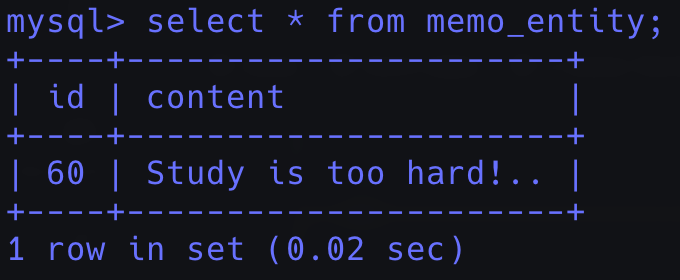 mysql> select * from memo_entity;
+----+----------------------+
| id | content              |
+----+----------------------+
| 60 | Study is too hard!.. |
+----+----------------------+
1 row in set (0.02 sec)